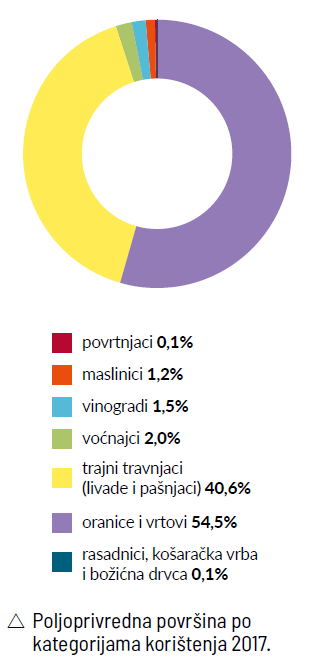 povrtnjaci 0,1%
maslinici 1,2%
vinogradi 1,5%
voćnajci 2,0%
trajni travnjaci
(livade i pašnjaci) 40,6%
oranice i vrtovi 54,5%
rasadnici, košaračka vrba
i božićna drvca 0,1%
△ Poljoprivredna površina po
kategorijama korištenja 2017.